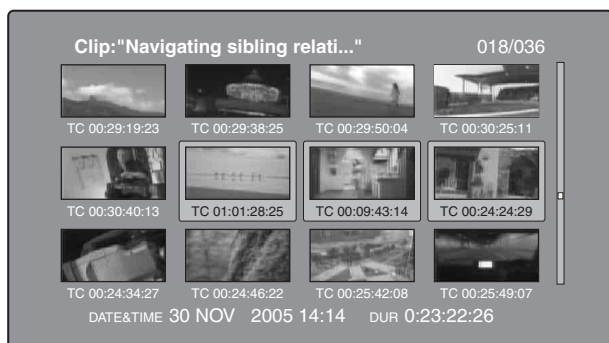 Clip:"Navigating sibling relati..." 018/036
TC 00:29:19:23 TC 00:29:38:25 TC 00:29:50:04 TC 00:30:25:11
TC 00:30:40:13 TC 01:01:28:25 TC 00:09:43:14 TC 00:24:24:29
TC 00:24:34:27 TC 00:24:46:22 TC 00:25:42:08 TC 00:25:49:07
DATE&TIME 30 NOV 2005 14:14 DUR 0:23:22:26